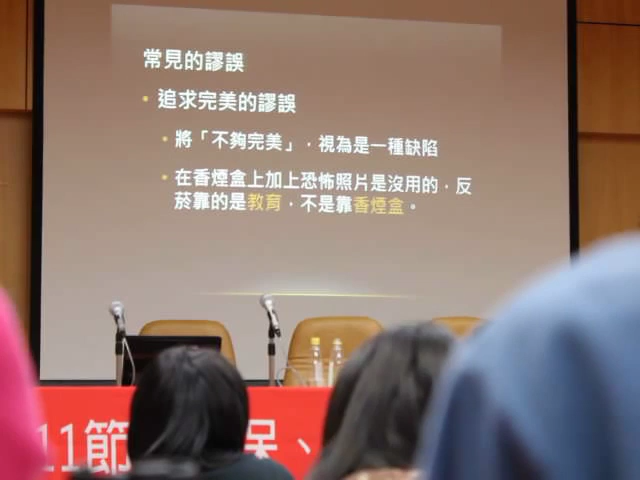 常見的謬誤
• 追求完美的謬誤
• 將「不夠完美」，視為是一種缺陷
• 在香煙盒上加上恐怖照片是沒用的，反
菸靠的是教育，不是靠香煙盒。
11節